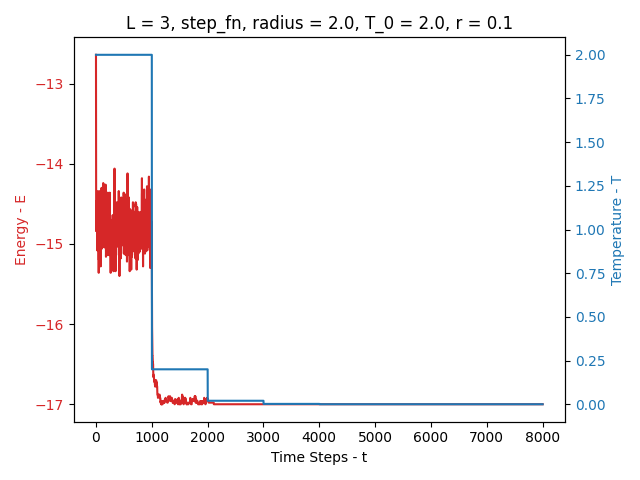 L = 3, step_fn, radius = 2.0, T_0 = 2.0, r = 0.1
Energy - E
−13
−14
−15
−16
−17
2.00
1.75
1.50
1.25
1.00
0.75
0.50
0.25
0.00
Temperature - T
0 1000 2000 3000 4000 5000 6000 7000 8000
Time Steps - t